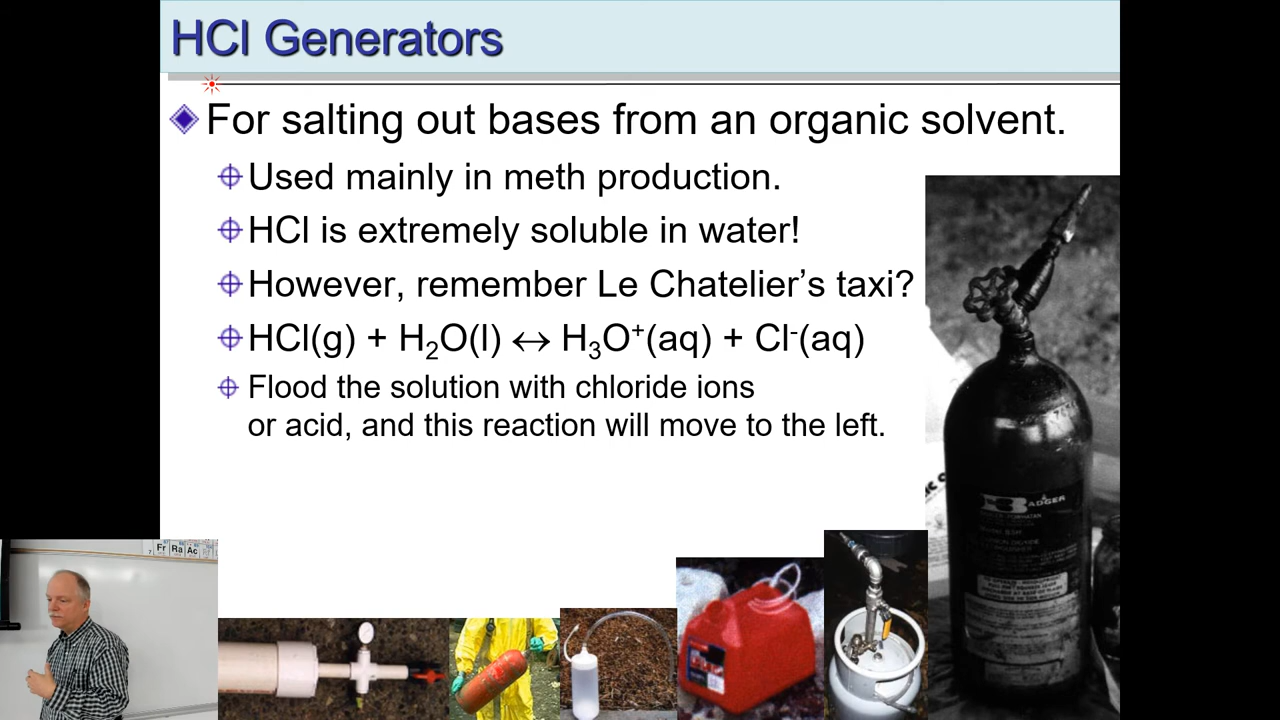 HCl Generators
For salting out bases from an organic solvent.
Used mainly in meth production.
HCl is extremely soluble in water!
However, remember Le Chatelier's taxi?
HCl(g) + H₂O(l) ↔ H₃O⁺(aq) + Cl⁻(aq)
Flood the solution with chloride ions
or acid, and this reaction will move to the left.
BADGER
7 Fr Ra Ac